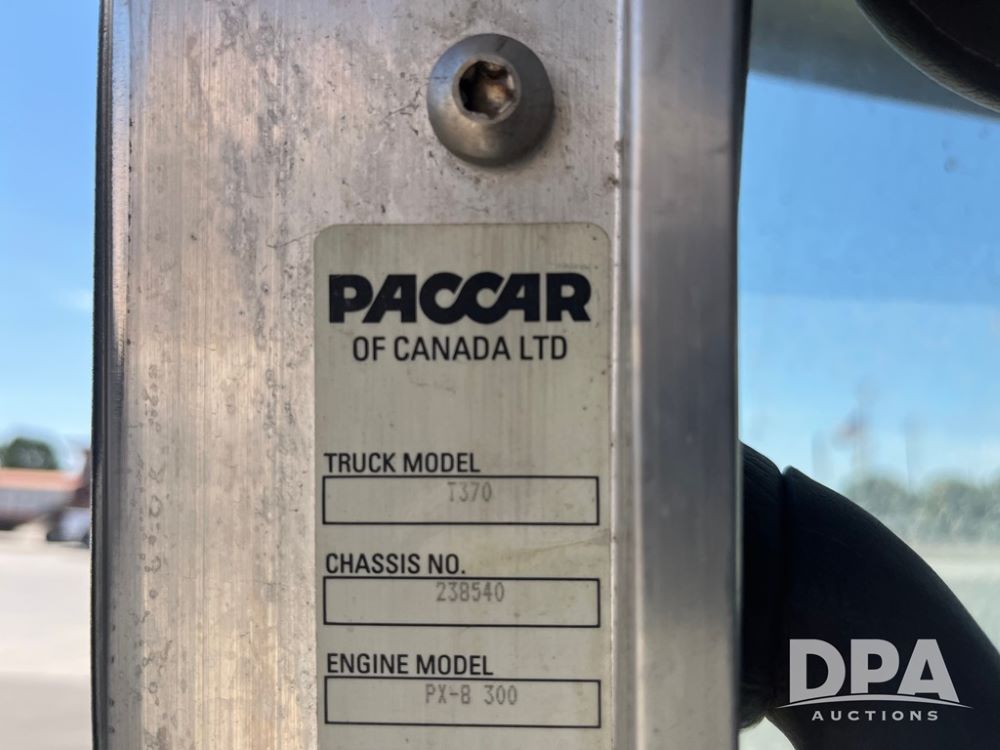 PACCAR
OF CANADA LTD
TRUCK MODEL
T370
CHASSIS NO.
238540
ENGINE MODEL
PX-8 300
DPA
AUCTIONS